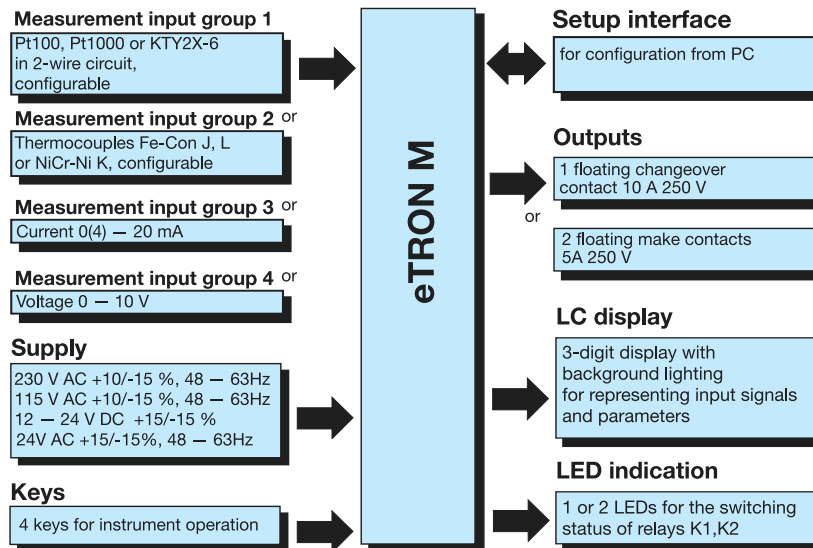 Measurement input group 1
Pt100, Pt1000 or KTY2X-6
in 2-wire circuit,
configurable
Measurement input group 2 or
Thermocouples Fe-Con J, L
or NiCr-Ni K, configurable
Measurement input group 3 or
Current 0(4) — 20 mA
Measurement input group 4 or
Voltage 0 — 10 V
Supply
230 V AC +10/-15 %, 48 — 63Hz
115 V AC +10/-15 %, 48 — 63Hz
12 — 24 V DC +15/-15 %
24V AC +15/-15%, 48 — 63Hz
Keys
4 keys for instrument operation
eTRON M
Setup interface
for configuration from PC
Outputs
1 floating changeover
contact 10 A 250 V
or
2 floating make contacts
5A 250 V
LC display
3-digit display with
background lighting
for representing input signals
and parameters
LED indication
1 or 2 LEDs for the switching
status of relays K1,K2